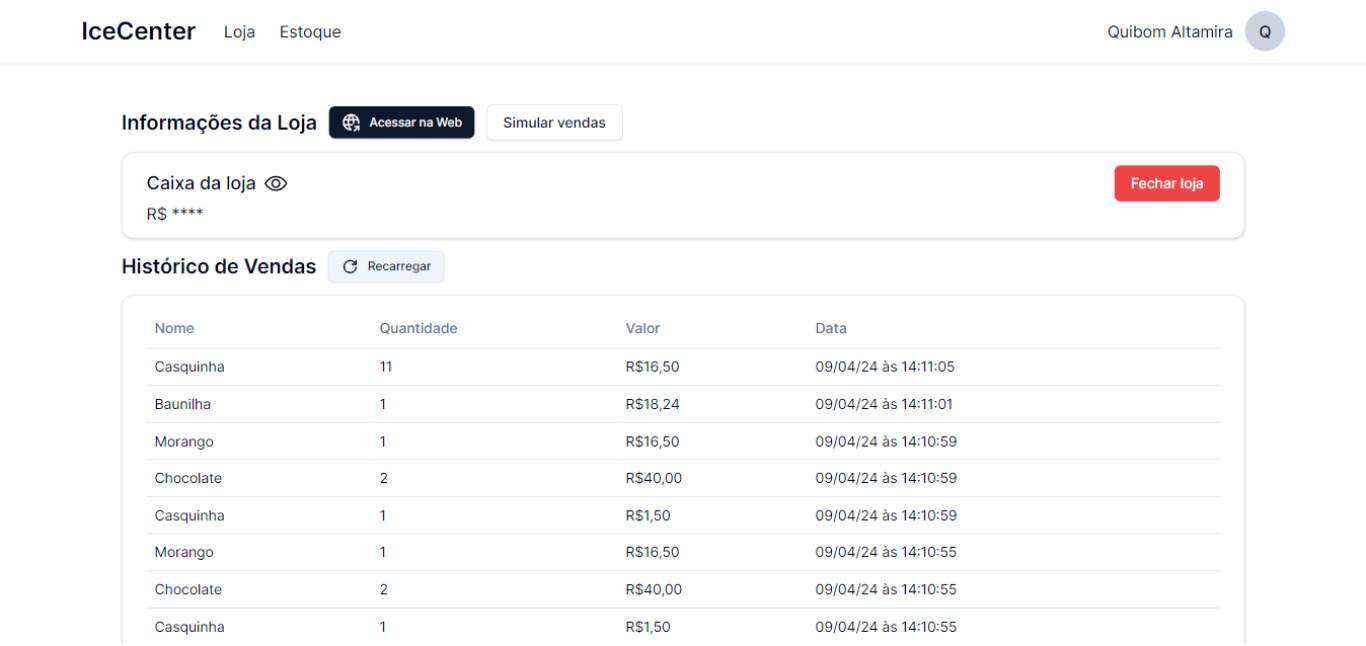 IceCenter Loja Estoque Quibom Altamira Q
Informações da Loja Acessar na Web Simular vendas
Caixa da loja Fechar loja
R$ ****
Histórico de Vendas Recarregar
Nome Quantidade Valor Data
Casquinha 11 R$16,50 09/04/24 às 14:11:05
Baunilha 1 R$18,24 09/04/24 às 14:11:01
Morango 1 R$16,50 09/04/24 às 14:10:59
Chocolate 2 R$40,00 09/04/24 às 14:10:59
Casquinha 1 R$1,50 09/04/24 às 14:10:59
Morango 1 R$16,50 09/04/24 às 14:10:55
Chocolate 2 R$40,00 09/04/24 às 14:10:55
Casquinha 1 R$1,50 09/04/24 às 14:10:55